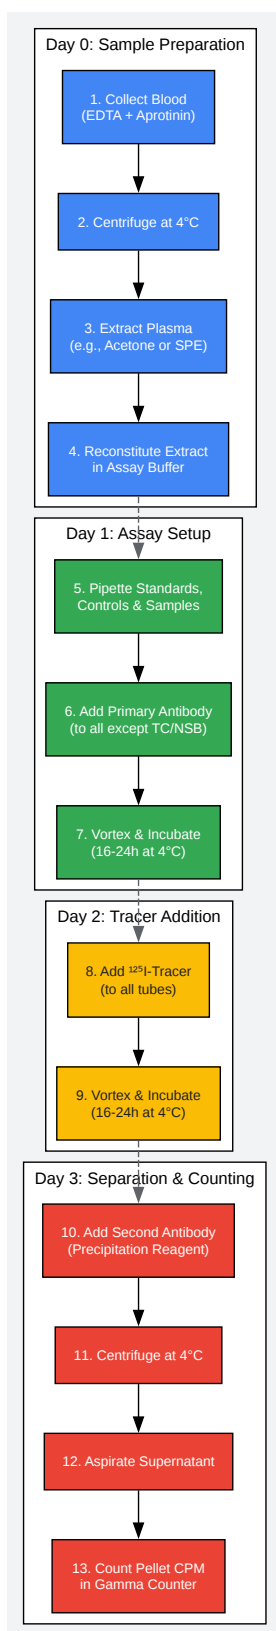 Day 0: Sample Preparation
1. Collect Blood
(EDTA + Aprotinin)
2. Centrifuge at 4°C
3. Extract Plasma
(e.g., Acetone or SPE)
4. Reconstitute Extract
in Assay Buffer
Day 1: Assay Setup
5. Pipette Standards,
Controls & Samples
6. Add Primary Antibody
(to all except TC/NSB)
7. Vortex & Incubate
(16-24h at 4°C)
Day 2: Tracer Addition
8. Add ¹²⁵I-Tracer
(to all tubes)
9. Vortex & Incubate
(16-24h at 4°C)
Day 3: Separation & Counting
10. Add Second Antibody
(Precipitation Reagent)
11. Centrifuge at 4°C
12. Aspirate Supernatant
13. Count Pellet CPM
in Gamma Counter